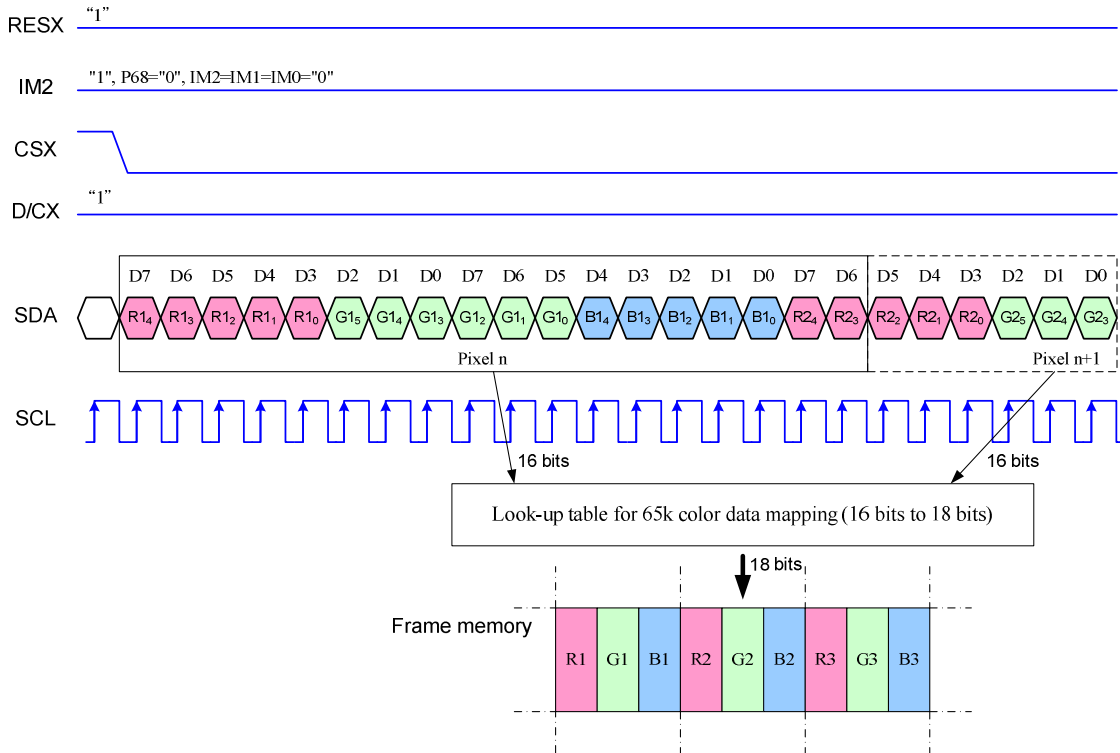 RESX “1”
IM2 "1", P68="0", IM2=IM1=IM0="0"
CSX
D/CX “1”
D7 D6 D5 D4 D3 D2 D1 D0 D7 D6 D5 D4 D3 D2 D1 D0 D7 D6 D5 D4 D3 D2 D1 D0
SDA R14 R13 R12 R11 R10 G15 G14 G13 G12 G11 G10 B14 B13 B12 B11 B10 R24 R23 R22 R21 R20 G25 G24 G23
Pixel n Pixel n+1
SCL
16 bits 16 bits
Look-up table for 65k color data mapping (16 bits to 18 bits)
18 bits
Frame memory
R1 G1 B1 R2 G2 B2 R3 G3 B3